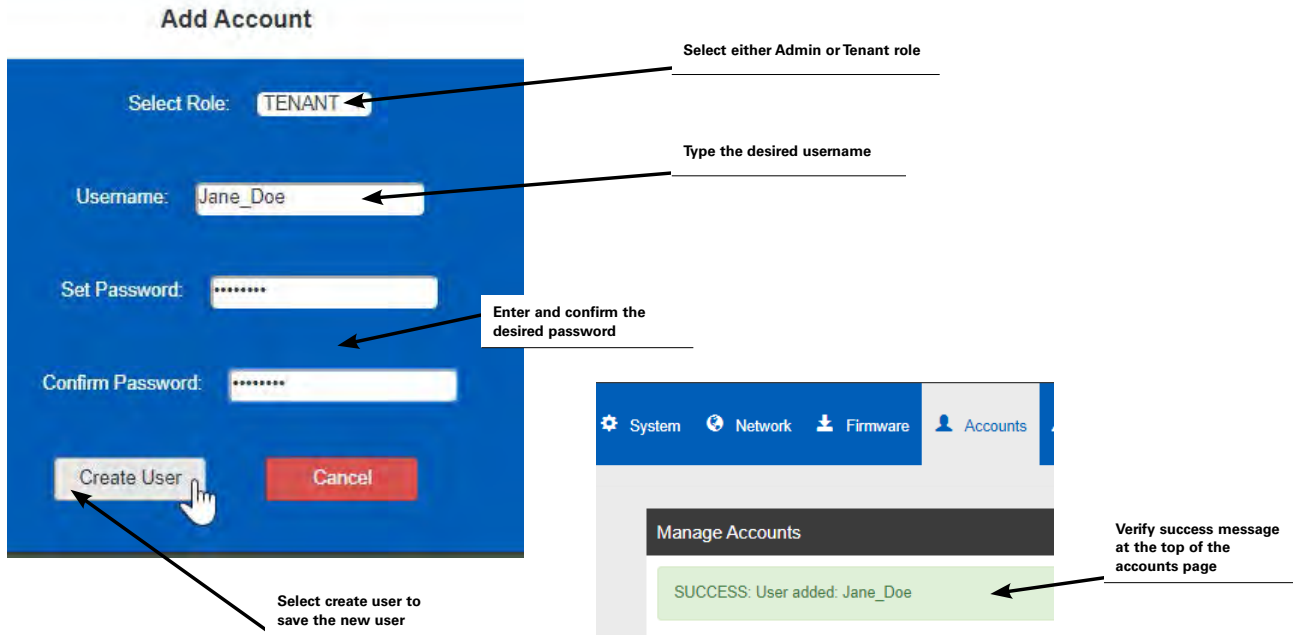 Add Account
Select either Admin or Tenant role
Select Role: TENANT
Type the desired username
Username: Jane_Doe
Set Password: ••••••••
Enter and confirm the
desired password
Confirm Password: ••••••••
Create User Cancel
Select create user to
save the new user
System Network Firmware Accounts
Manage Accounts
SUCCESS: User added: Jane_Doe
Verify success message
at the top of the
accounts page